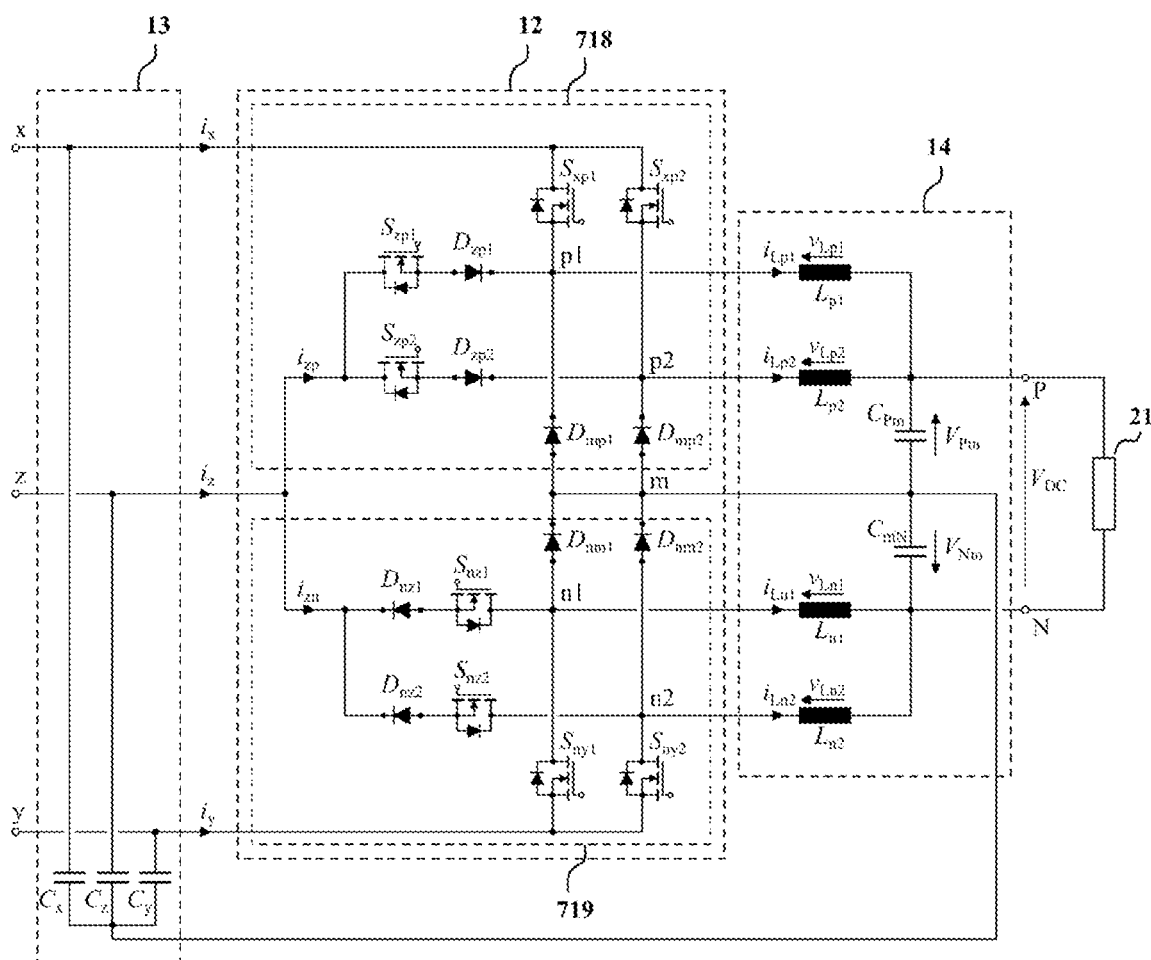 13
12
718
x
i_x
S_xp1
S_xp2
14
S_zp1
D_zp1
p1
i_Lp1
v_Lp1
L_p1
S_zp2
D_zp2
i_zp
p2
i_Lp2
v_Lp2
L_p2
P
C_Pm
V_Pm
21
D_mp1
D_mp2
z
i_z
m
V_DC
D_nm1
D_nm2
C_mN
V_Nm
D_nz1
S_nz1
i_zn
n1
i_Ln1
v_Ln1
L_n1
N
D_nz2
S_nz2
n2
i_Ln2
v_Ln2
L_n2
S_ny1
S_ny2
y
i_y
C_x
C_z
C_y
719